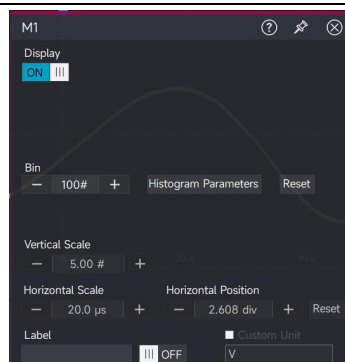 M1
Display
ON
Bin
100#
Histogram Parameters
Reset
Vertical Scale
5.00 #
Horizontal Scale
Horizontal Position
20.0 µs
2.608 div
Reset
Label
Custom Unit
OFF
V